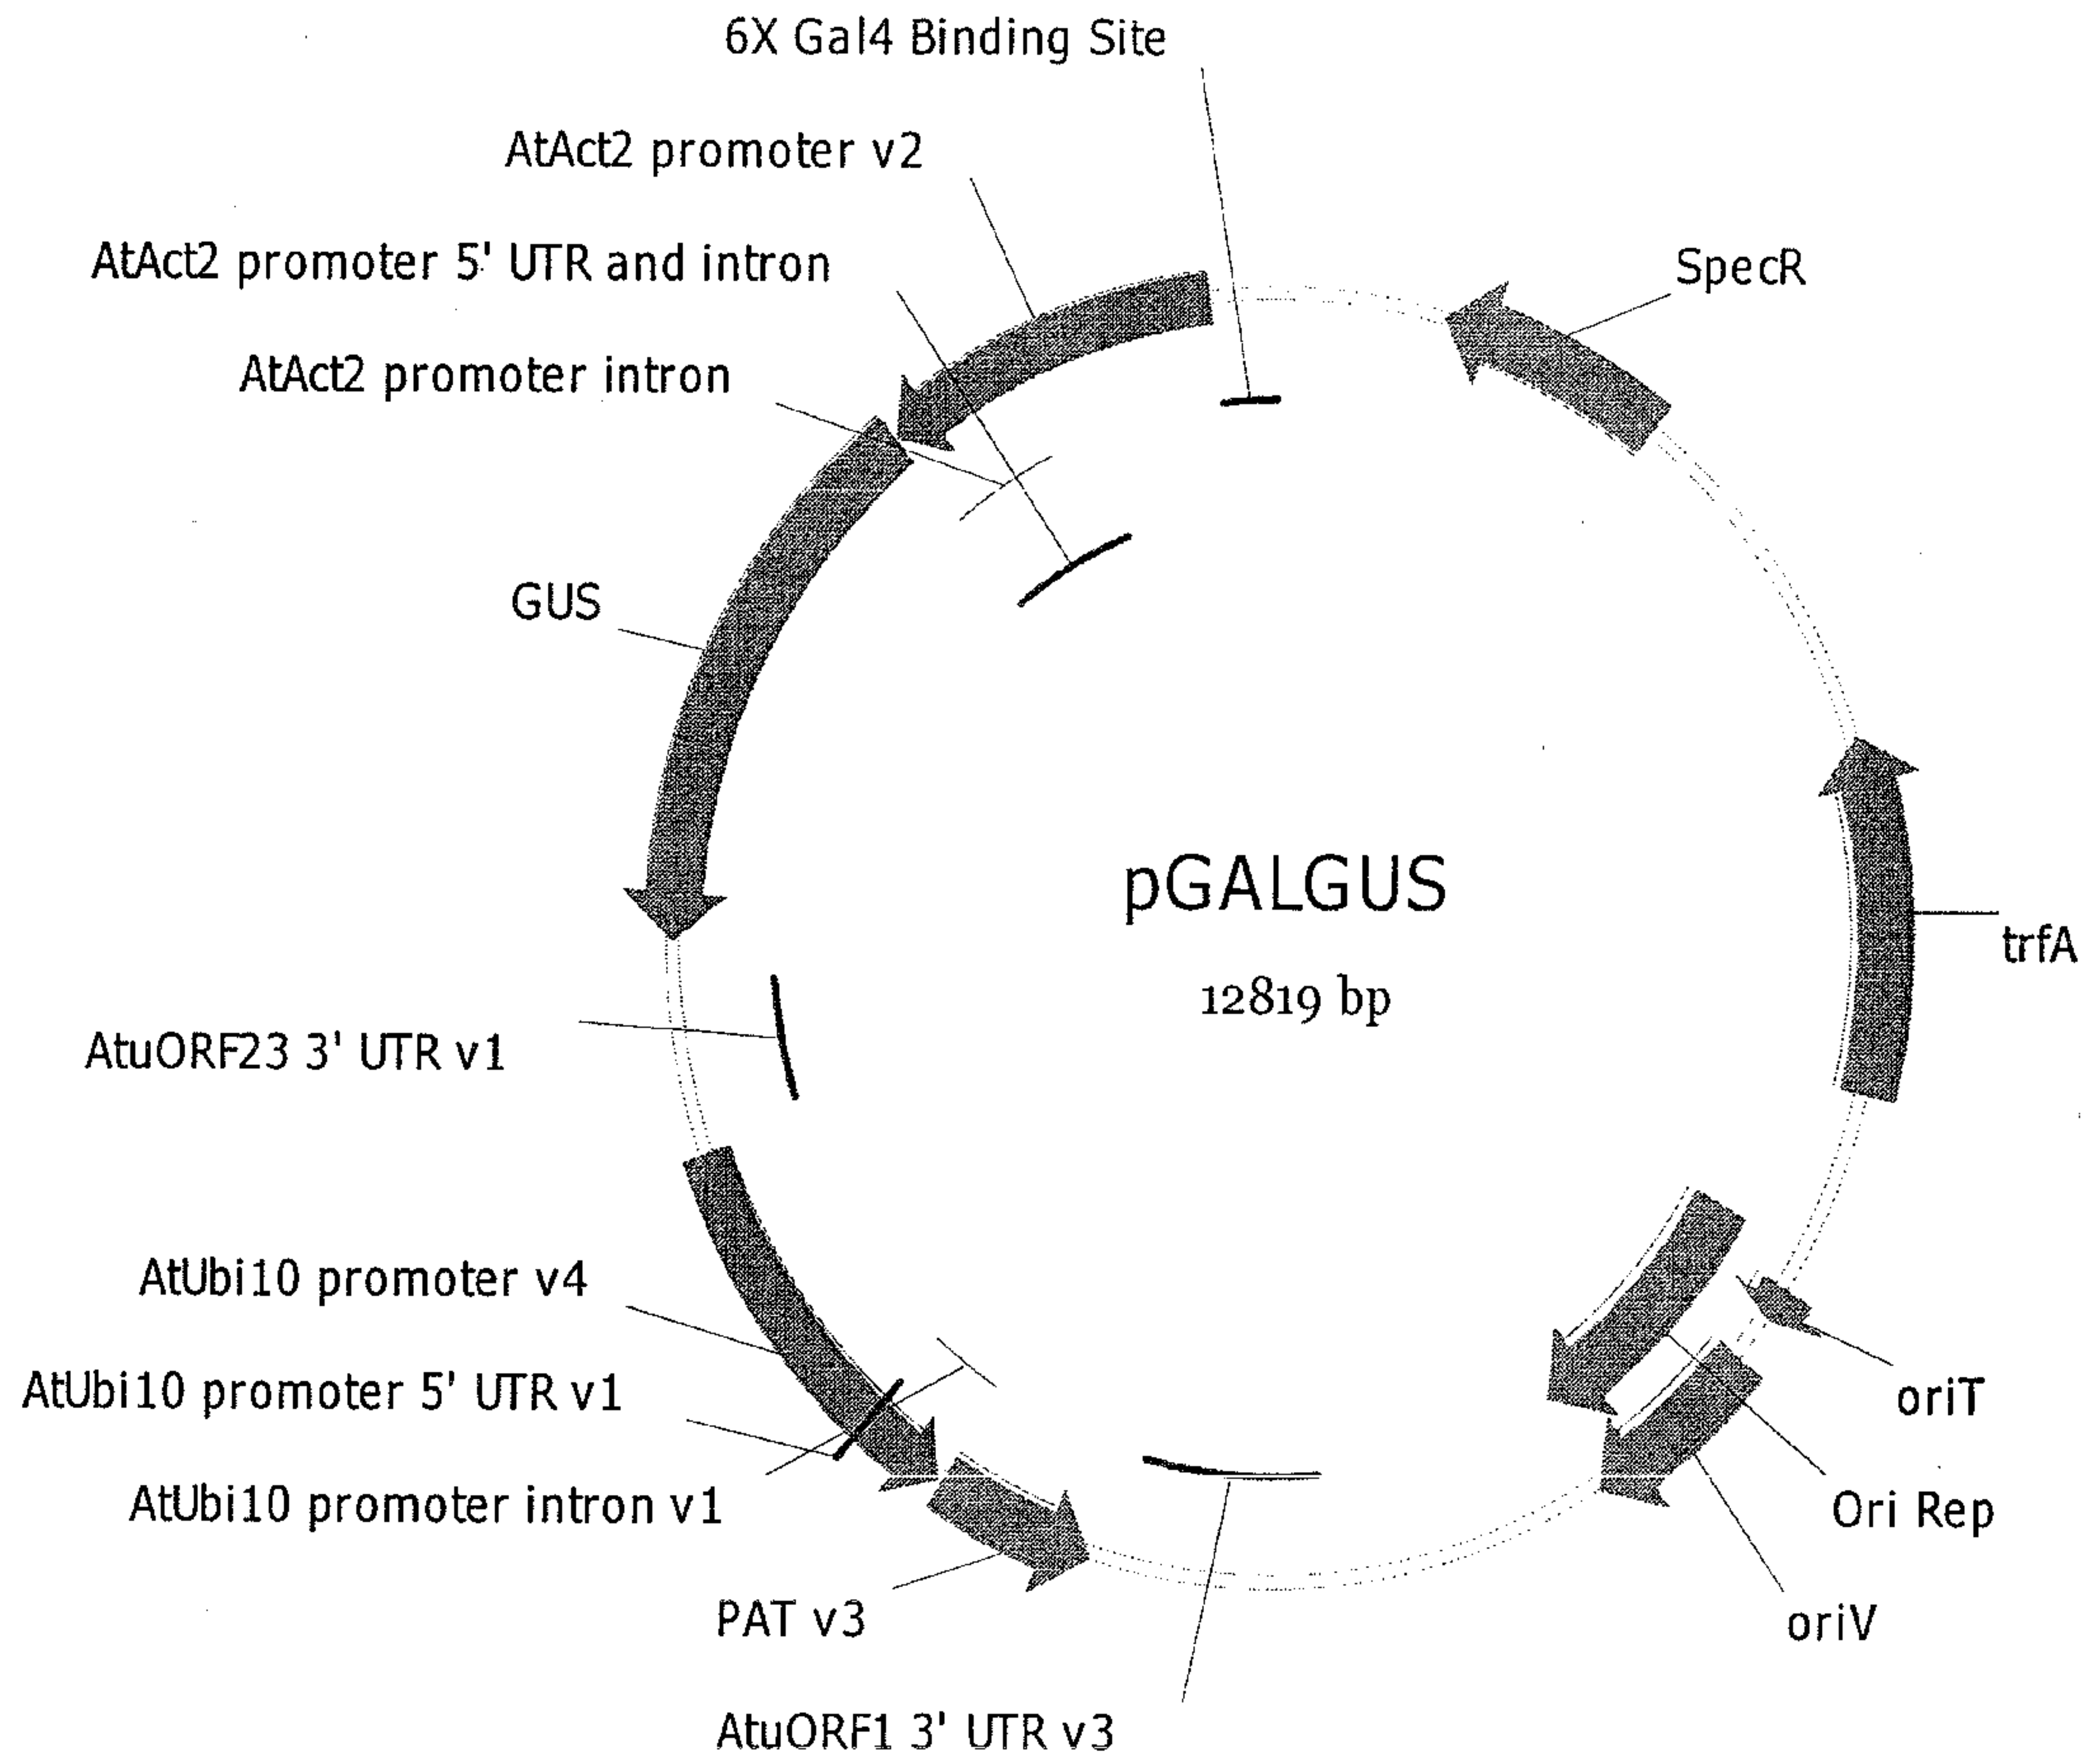 6X Gal4 Binding Site
AtAct2 promoter v2
AtAct2 promoter 5' UTR and intron
SpecR
AtAct2 promoter intron
GUS
pGALGUS
trfA
12819 bp
AtuORF23 3' UTR v1
AtUbi10 promoter v4
AtUbi10 promoter 5' UTR v1
oriT
AtUbi10 promoter intron v1
Ori Rep
PAT v3
oriV
AtuORF1 3' UTR v3